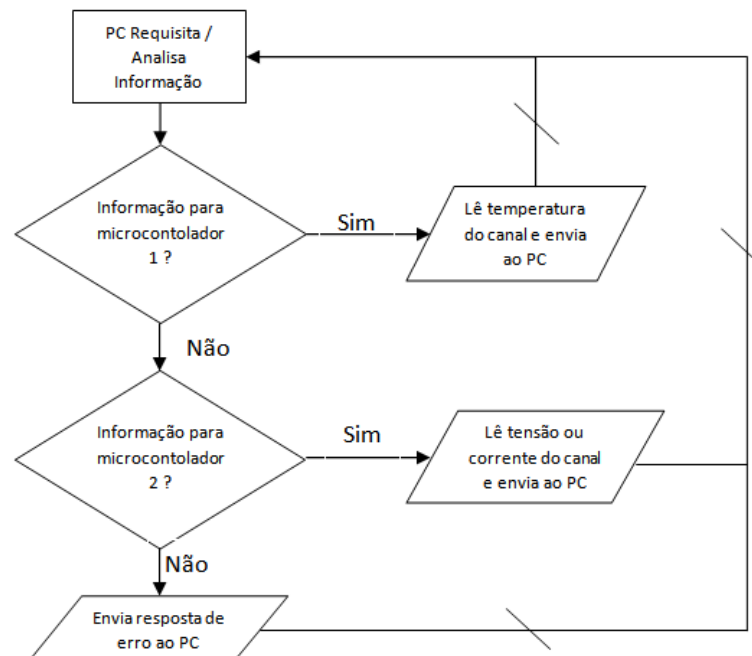 PC Requisita /
Analisa
Informação
Informação para
microcontolador
1 ?
Sim
Lê temperatura
do canal e envia
ao PC
Não
Informação para
microcontolador
2 ?
Sim
Lê tensão ou
corrente do canal
e envia ao PC
Não
Envia resposta de
erro ao PC